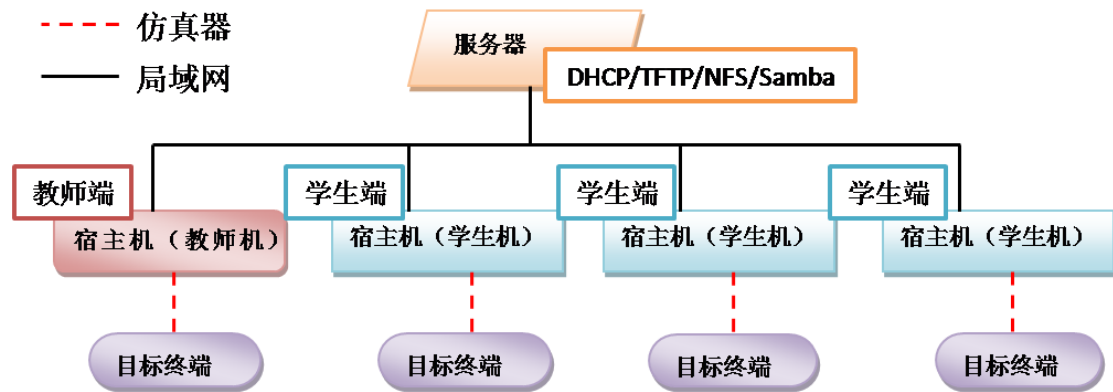 仿真器
局域网
服务器
DHCP/TFTP/NFS/Samba
教师端
学生端
学生端
学生端
宿主机（教师机）
宿主机（学生机）
宿主机（学生机）
宿主机（学生机）
目标终端
目标终端
目标终端
目标终端